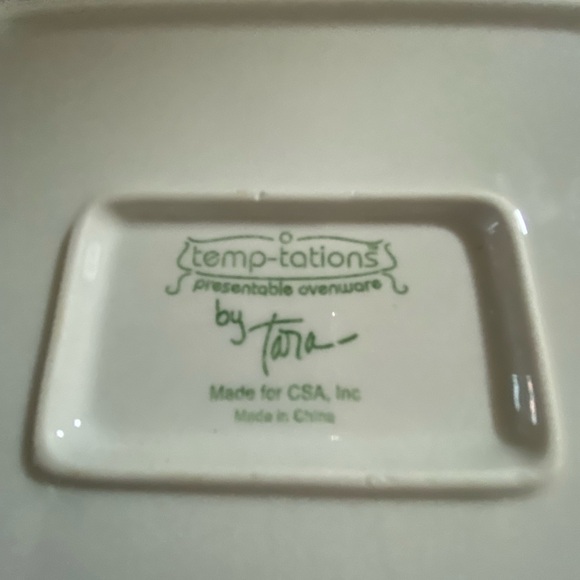 temp-tations
presentable ovenware
by Tara
Made for CSA, Inc
Made in China